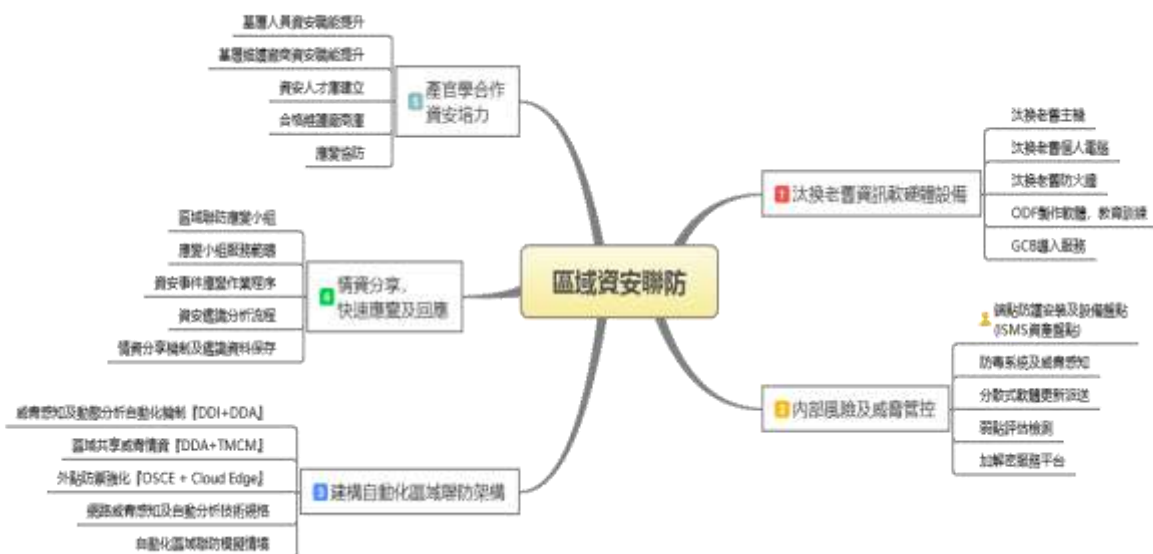 區域資安聯防
1 汰換老舊資訊軟硬體設備
汰換老舊主機
汰換老舊個人電腦
汰換老舊防火牆
ODF製作軟體, 教育訓練
GCB導入服務
2 內部風險及威脅管控
端點防護安裝及設備盤點
(ISMS資產盤點)
防毒系統及威脅感知
分散式軟體更新派送
弱點評估檢測
加解密服務平台
3 建構自動化區域聯防架構
威脅感知及動態分析自動化機制『DDI+DDA』
區域共享威脅情資『DDA+TMCM』
外點防禦強化『OSCE + Cloud Edge』
網路威脅感知及自動分析技術規格
自動化區域聯防模擬情境
4 情資分享,
快速應變及回應
區域聯防應變小組
應變小組服務範疇
資安事件應變作業程序
資安鑑識分析流程
情資分享機制及鑑識資料保存
5 產官學合作
資安培力
基層人員資安職能提升
基層維護廠商資安職能提升
資安人才庫建立
合格維護廠商庫
應變協防